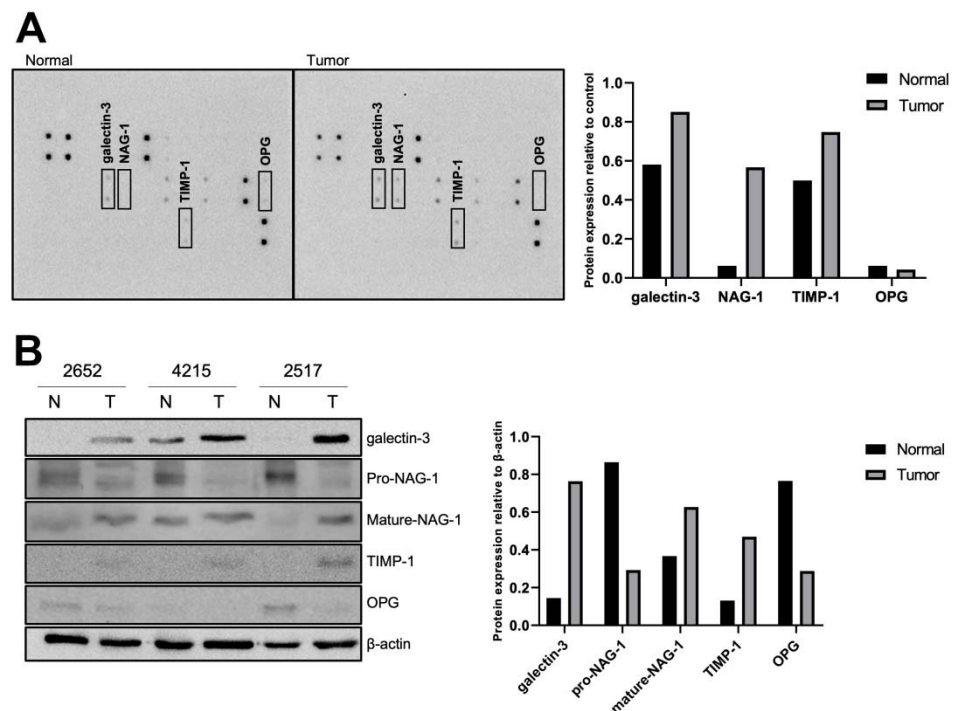 A
Normal
Tumor
galectin-3
NAG-1
TIMP-1
OPG
galectin-3
NAG-1
TIMP-1
OPG
Protein expression relative to control
1.0
0.8
0.6
0.4
0.2
0.0
galectin-3 NAG-1 TIMP-1 OPG
Normal
Tumor
B
2652 4215 2517
N T N T N T
galectin-3
Pro-NAG-1
Mature-NAG-1
TIMP-1
OPG
β-actin
Protein expression relative to β-actin
1.0
0.8
0.6
0.4
0.2
0.0
galectin-3
pro-NAG-1
mature-NAG-1
TIMP-1
OPG
Normal
Tumor